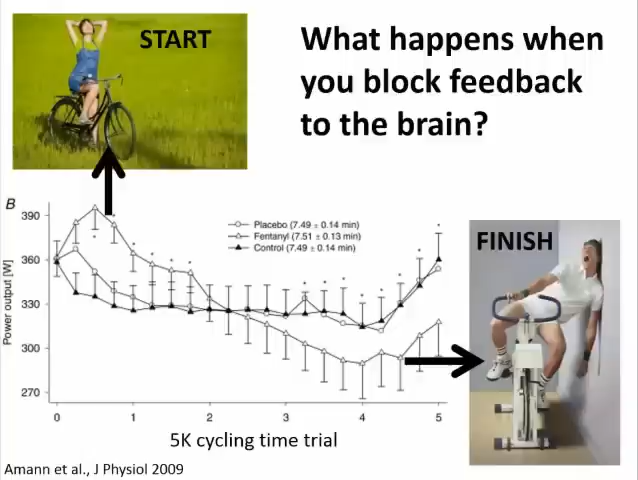 START
What happens when
you block feedback
to the brain?
B
Placebo (7.49 ± 0.14 min)
Fentanyl (7.51 ± 0.13 min)
Control (7.49 ± 0.14 min)
Power output [W]
390
360
330
300
270
0
1
2
3
4
5
* * * * * * * * * * * *
FINISH
5K cycling time trial
Amann et al., J Physiol 2009